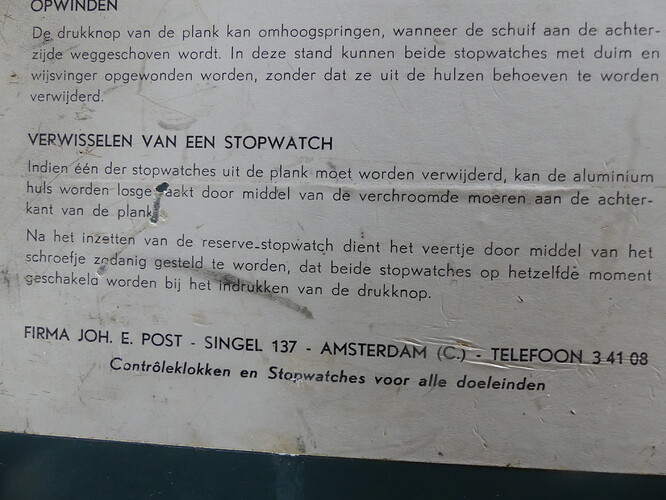 OPWINDEN
De drukknop van de plank kan omhoogspringen, wanneer de schuif aan de achter-
zijde weggeschoven wordt. In deze stand kunnen beide stopwatches met duim en
wijsvinger opgewonden worden, zonder dat ze uit de hulzen behoeven te worden
verwijderd.
VERWISSELEN VAN EEN STOPWATCH
Indien één der stopwatches uit de plank moet worden verwijderd, kan de aluminium
huls worden losgemaakt door middel van de verchroomde moeren aan de achter-
kant van de plank.
Na het inzetten van de reserve-stopwatch dient het veertje door middel van het
schroefje zodanig gesteld te worden, dat beide stopwatches op hetzelfde moment
geschakeld worden bij het indrukken van de drukknop.
FIRMA JOH. E. POST - SINGEL 137 - AMSTERDAM (C.) - TELEFOON 3 41 08
Contrôleklokken en Stopwatches voor alle doeleinden